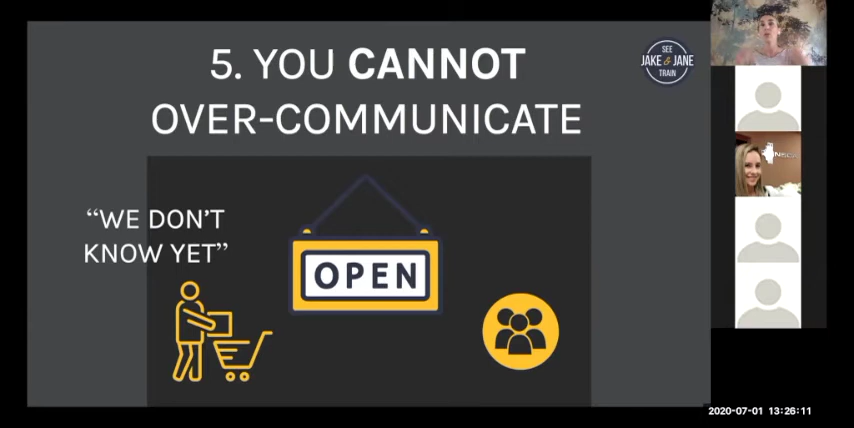 5. YOU CANNOT
OVER-COMMUNICATE
SEE
JAKE & JANE
TRAIN
“WE DON’T
KNOW YET”
OPEN
2020-07-01 13:26:11